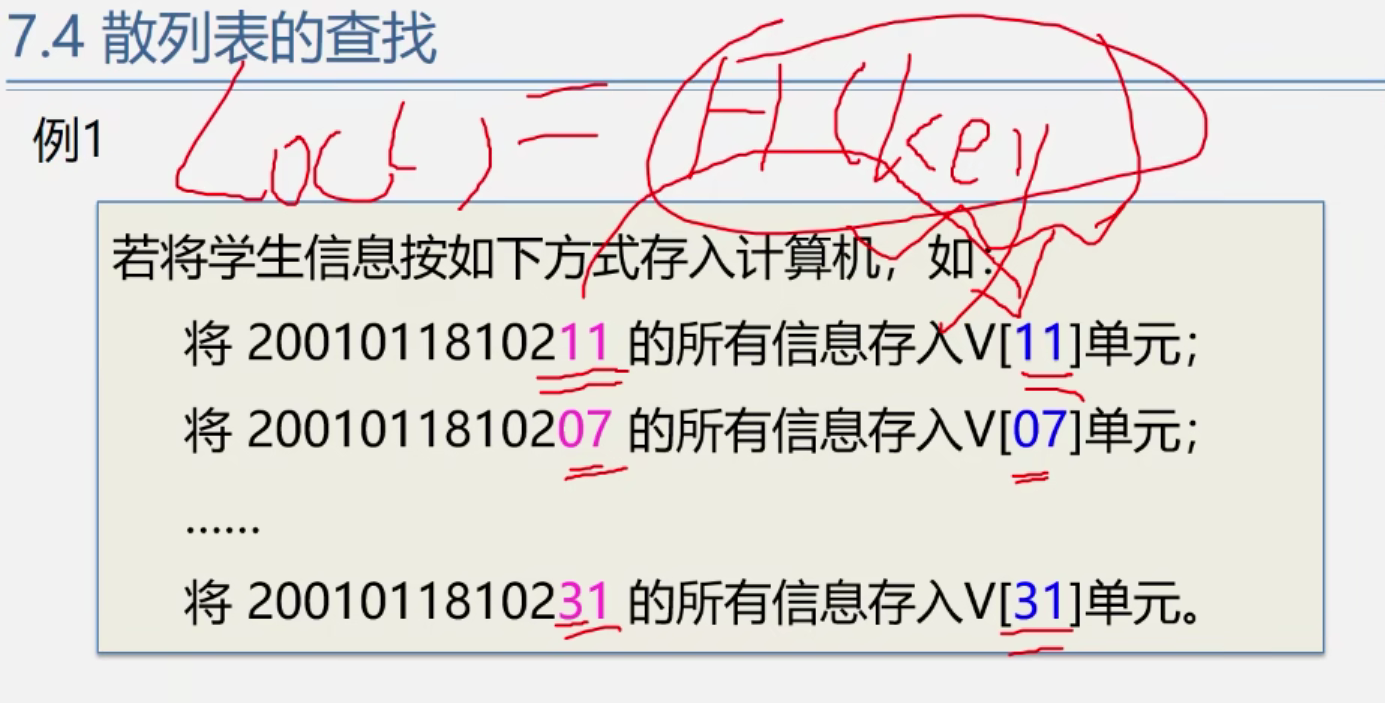 7.4 散列表的查找
Loc(i) = H(key
例1
若将学生信息按如下方式存入计算机，如：
将 20010118102​11 的所有信息存入V[11]单元；
将 2001011810207 的所有信息存入V[07]单元；
……
将 2001011810231 的所有信息存入V[31]单元。